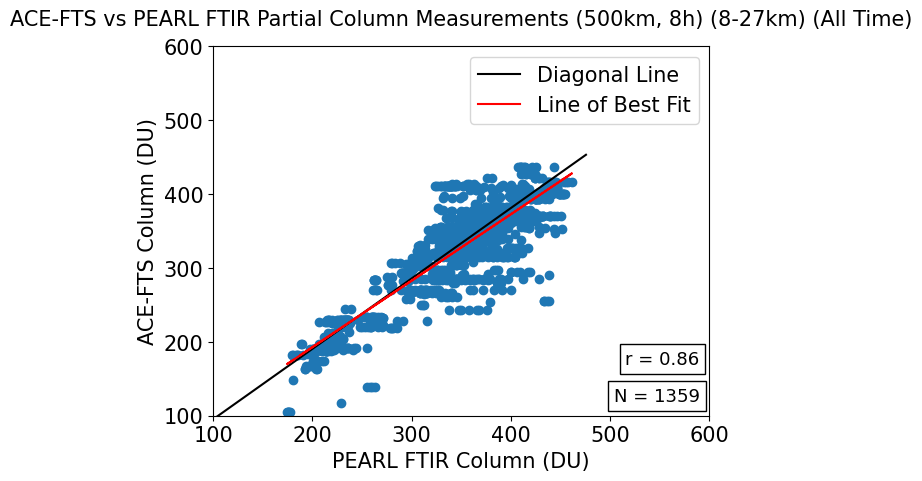 ACE-FTS vs PEARL FTIR Partial Column Measurements (500km, 8h) (8-27km) (All Time)
600
500
400
300
200
100
ACE-FTS Column (DU)
Diagonal Line
Line of Best Fit
r = 0.86
N = 1359
100 200 300 400 500 600
PEARL FTIR Column (DU)